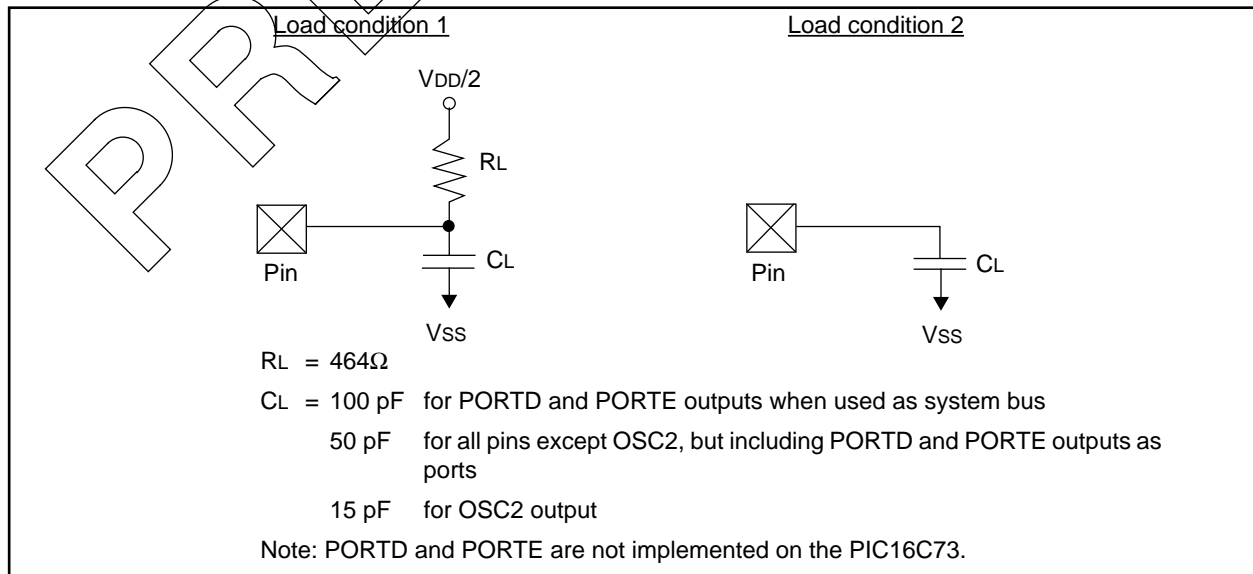 Load condition 1
Load condition 2
VDD/2
RL
Pin
CL
VSS
Pin
CL
VSS
RL = 464Ω
CL = 100 pF for PORTD and PORTE outputs when used as system bus
50 pF for all pins except OSC2, but including PORTD and PORTE outputs as
ports
15 pF for OSC2 output
Note: PORTD and PORTE are not implemented on the PIC16C73.